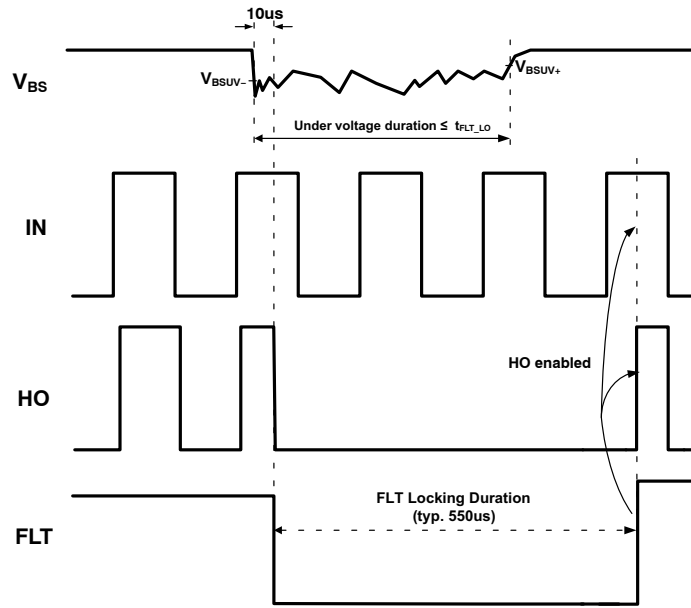 10us
VBS
VBSUV–
VBSUV+
Under voltage duration ≤ tFLT_LO
IN
HO
HO enabled
FLT
FLT Locking Duration
(typ. 550us)